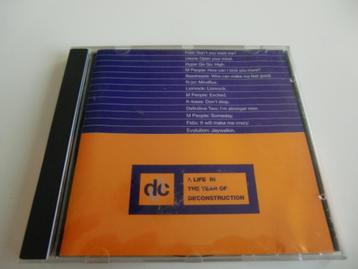 Felix: Don't you want me?
Usura: Open your mind.
Hyper Go Go: High.
M People: How can I love you more?
Bassheads: Who can make me feel good.
N-joi: Mindflux.
Lionrock: Lionrock.
M People: Excited.
K-klass: Don't stop.
Definitive Two: I'm stronger now.
M People: Someday.
Felix: It will make me crazy.
Evolution: Jaywalkin.
dc
A LIFE IN
THE YEAR OF
DECONSTRUCTION